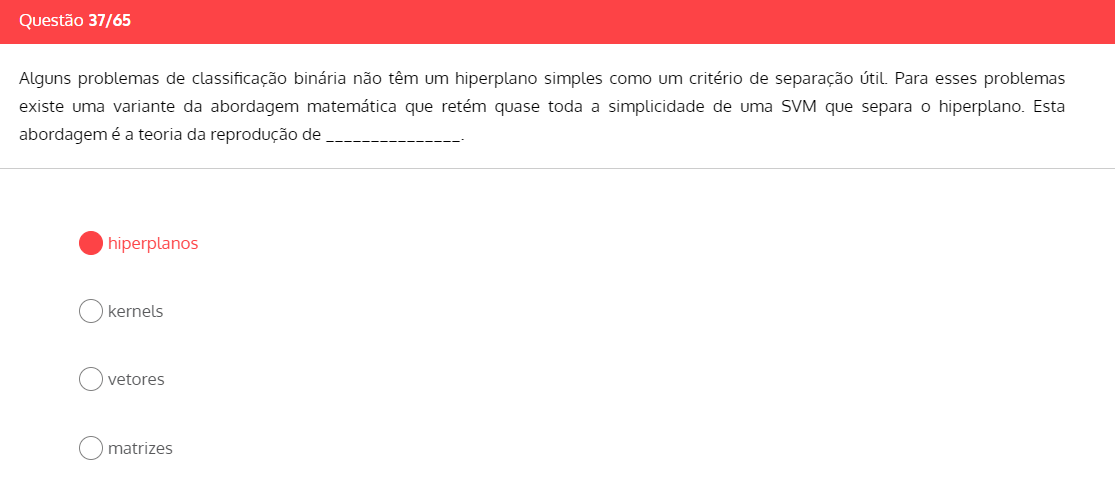 Questão 37/65
Alguns problemas de classificação binária não têm um hiperplano simples como um critério de separação útil. Para esses problemas
existe uma variante da abordagem matemática que retém quase toda a simplicidade de uma SVM que separa o hiperplano. Esta
abordagem é a teoria da reprodução de _______________.
hiperplanos
kernels
vetores
matrizes